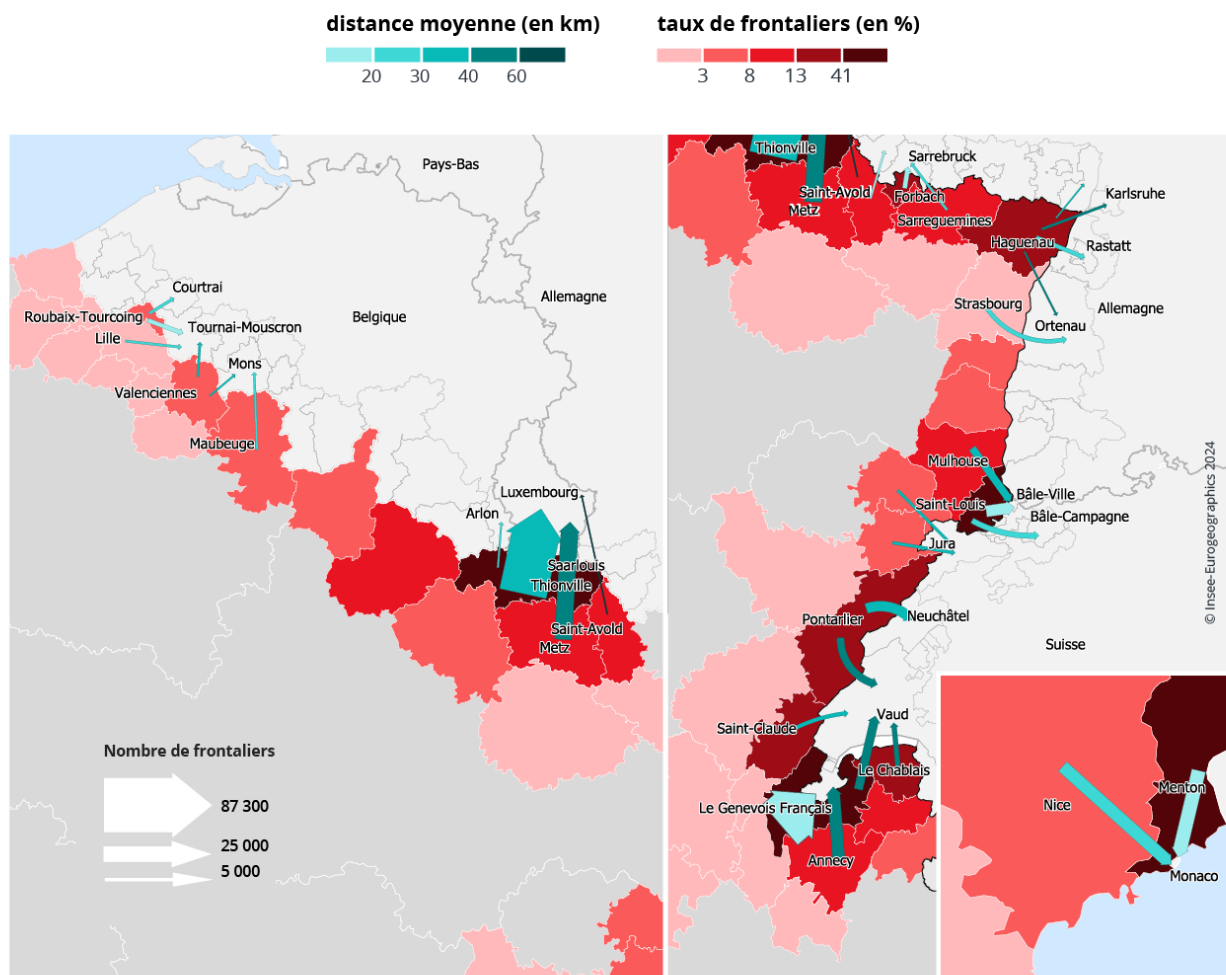 distance moyenne (en km)
taux de frontaliers (en %)
20 30 40 60
3 8 13 41
Pays-Bas
Allemagne
Belgique
Courtrai
Roubaix-Tourcoing
Tournai-Mouscron
Lille
Mons
Valenciennes
Maubeuge
Luxembourg
Arlon
Saarlouis
Thionville
Saint-Avold
Metz
Nombre de frontaliers
87 300
25 000
5 000
Thionville
Sarrebruck
Saint-Avold
Forbach
Karlsruhe
Metz
Sarreguemines
Haguenau
Rastatt
Strasbourg
Allemagne
Ortenau
Mulhouse
Bâle-Ville
Saint-Louis
Bâle-Campagne
Jura
Pontarlier
Neuchâtel
Suisse
Vaud
Saint-Claude
Le Chablais
Le Genevois Français
Annecy
Nice
Menton
Monaco
© Insee-Eurogeographics 2024